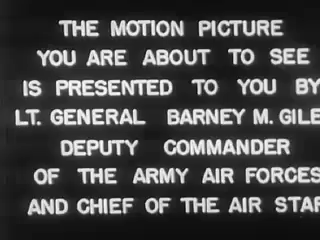 THE MOTION PICTURE
YOU ARE ABOUT TO SEE
IS PRESENTED TO YOU BY
LT. GENERAL BARNEY M. GILE
DEPUTY COMMANDER
OF THE ARMY AIR FORCES
AND CHIEF OF THE AIR STAF